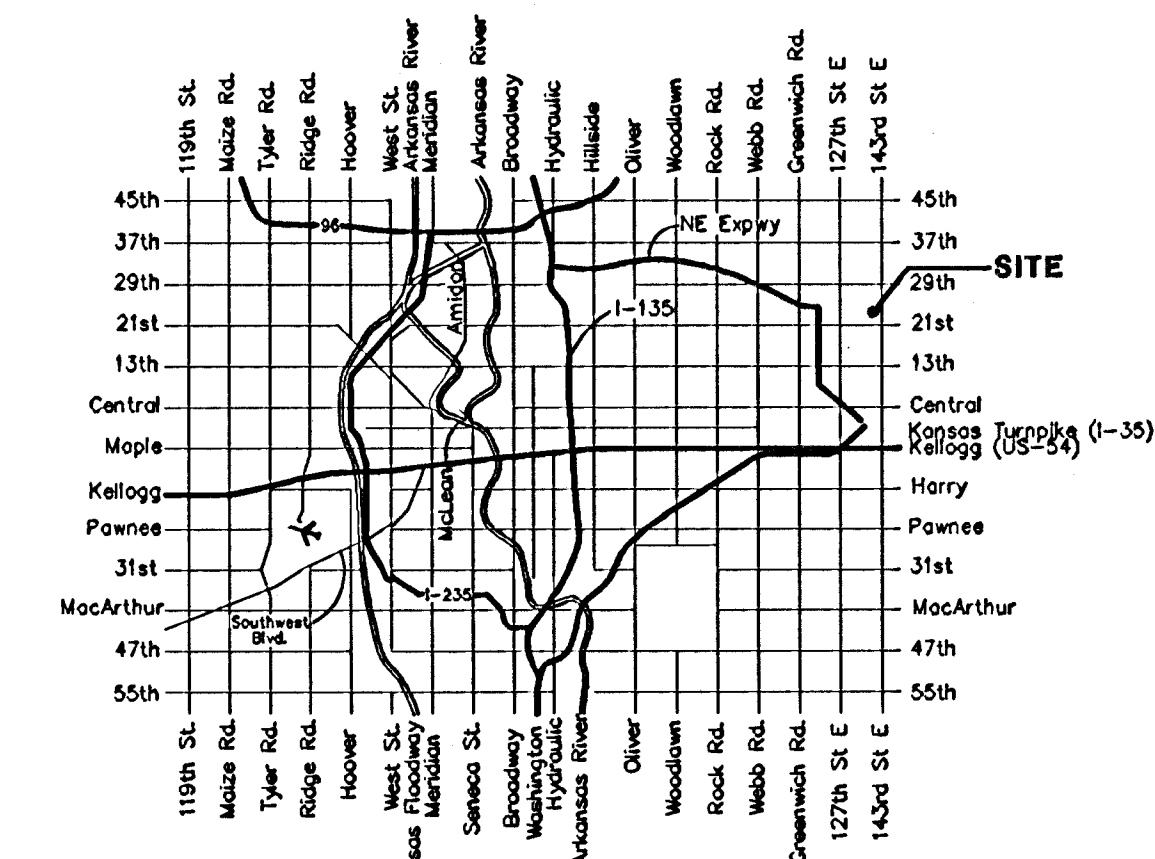 119th St.
Maize Rd.
Tyler Rd.
Ridge Rd.
Hoover
West St.
Arkansas River
Meridian
Arkansas River
Broadway
Hydraulic
Hillside
Oliver
Woodlawn
Rock Rd.
Webb Rd.
Greenwich Rd.
127th St E
143rd St E
45th
45th
96
NE Expwy
37th
37th
SITE
29th
29th
Amidon
I-135
21st
21st
13th
13th
Central
Central
Kansas Turnpike (I-35)
Maple
Kellogg (US-54)
McLean
Kellogg
Harry
Pawnee
Pawnee
31st
31st
I-235
MacArthur
MacArthur
Southwest
Blvd.
47th
47th
55th
55th
119th St.
Maize Rd.
Tyler Rd.
Ridge Rd.
Hoover
West St.
sas Floodway
Meridian
Seneca St.
Broadway
Washington
Hydraulic
Arkansas River
Oliver
Woodlawn
Rock Rd.
Webb Rd.
Greenwich Rd.
127th St E
143rd St E